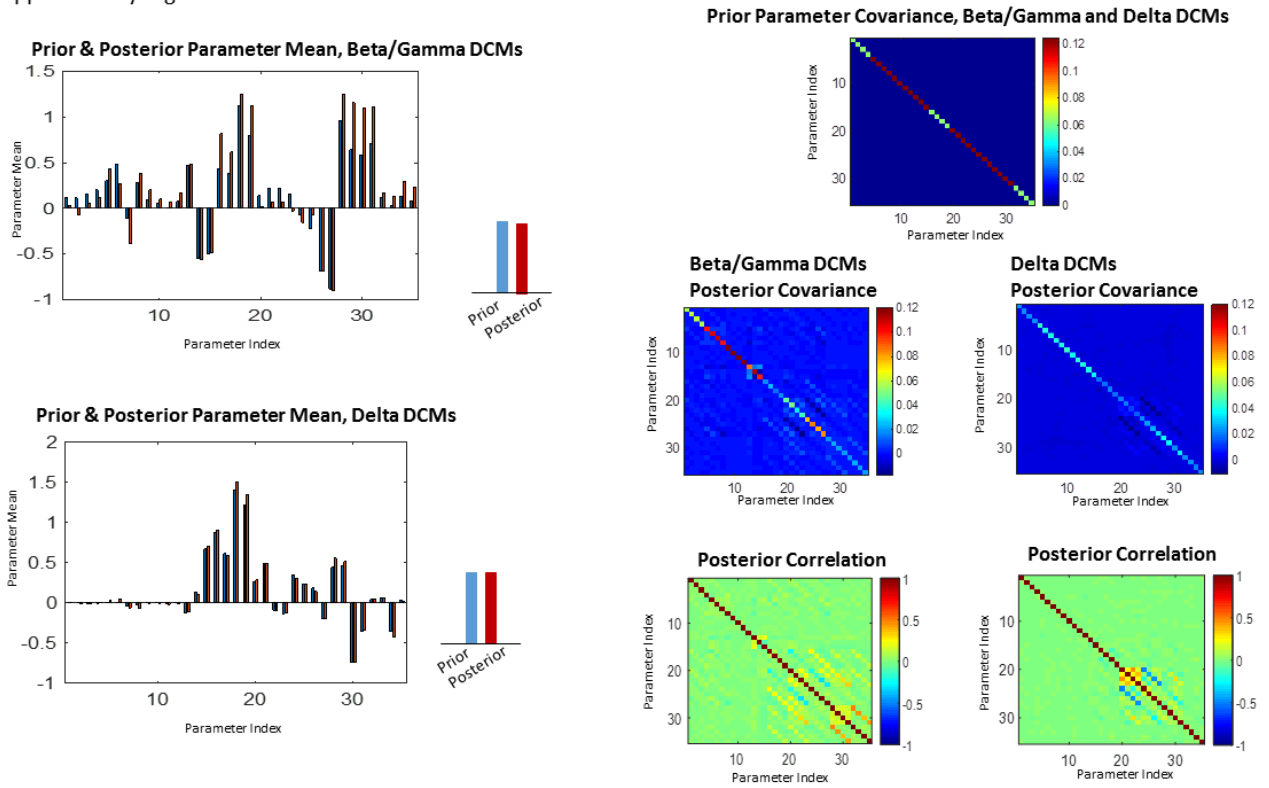 Prior & Posterior Parameter Mean, Beta/Gamma DCMs
1.5
1
0.5
0
-0.5
-1
10
20
30
Parameter Mean
Parameter Index
Prior
Posterior
Prior & Posterior Parameter Mean, Delta DCMs
2
1.5
1
0.5
0
-0.5
-1
10
20
30
Parameter Mean
Parameter Index
Prior
Posterior
Prior Parameter Covariance, Beta/Gamma and Delta DCMs
Parameter Index
10
20
30
10
20
30
Parameter Index
0.12
0.1
0.08
0.06
0.04
0.02
0
Beta/Gamma DCMs
Posterior Covariance
Parameter Index
10
20
30
10
20
30
Parameter Index
0.12
0.10
0.08
0.06
0.04
0.02
0
Delta DCMs
Posterior Covariance
Parameter Index
10
20
30
10
20
30
Parameter Index
0.12
0.10
0.08
0.06
0.04
0.02
0
Posterior Correlation
Parameter Index
10
20
30
10
20
30
Parameter Index
1
0.5
0
-0.5
-1
Posterior Correlation
Parameter Index
10
20
30
10
20
30
Parameter Index
1
0.5
0
-0.5
-1